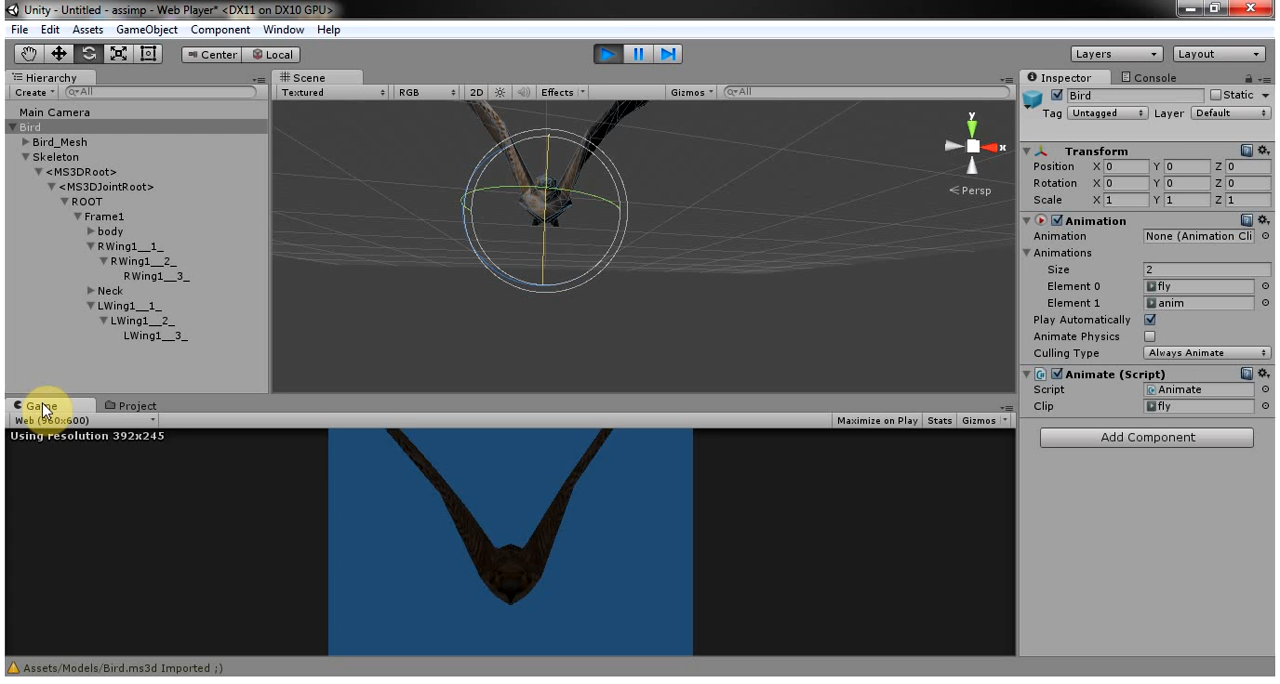 Unity - Untitled - assimp - Web Player* <DX11 on DX10 GPU>
File Edit Assets GameObject Component Window Help
Center Local Layers Layout
Hierarchy
Create All
Main Camera
Bird
Bird_Mesh
Skeleton
<MS3DRoot>
<MS3DJointRoot>
ROOT
Frame1
body
RWing1__1_
RWing1__2_
RWing1__3_
Neck
LWing1__1_
LWing1__2_
LWing1__3_
Scene
Textured RGB 2D Effects Gizmos All
y
x
Persp
Inspector Console
Bird Static
Tag Untagged Layer Default
Transform
Position X 0 Y 0 Z 0
Rotation X 0 Y 0 Z 0
Scale X 1 Y 1 Z 1
Animation
Animation None (Animation Cli
Animations
Size 2
Element 0 fly
Element 1 anim
Play Automatically
Animate Physics
Culling Type Always Animate
Animate (Script)
Script Animate
Clip fly
Add Component
Game Project
Web (960x600) Maximize on Play Stats Gizmos
Using resolution 392x245
Assets/Models/Bird.ms3d Imported ;)